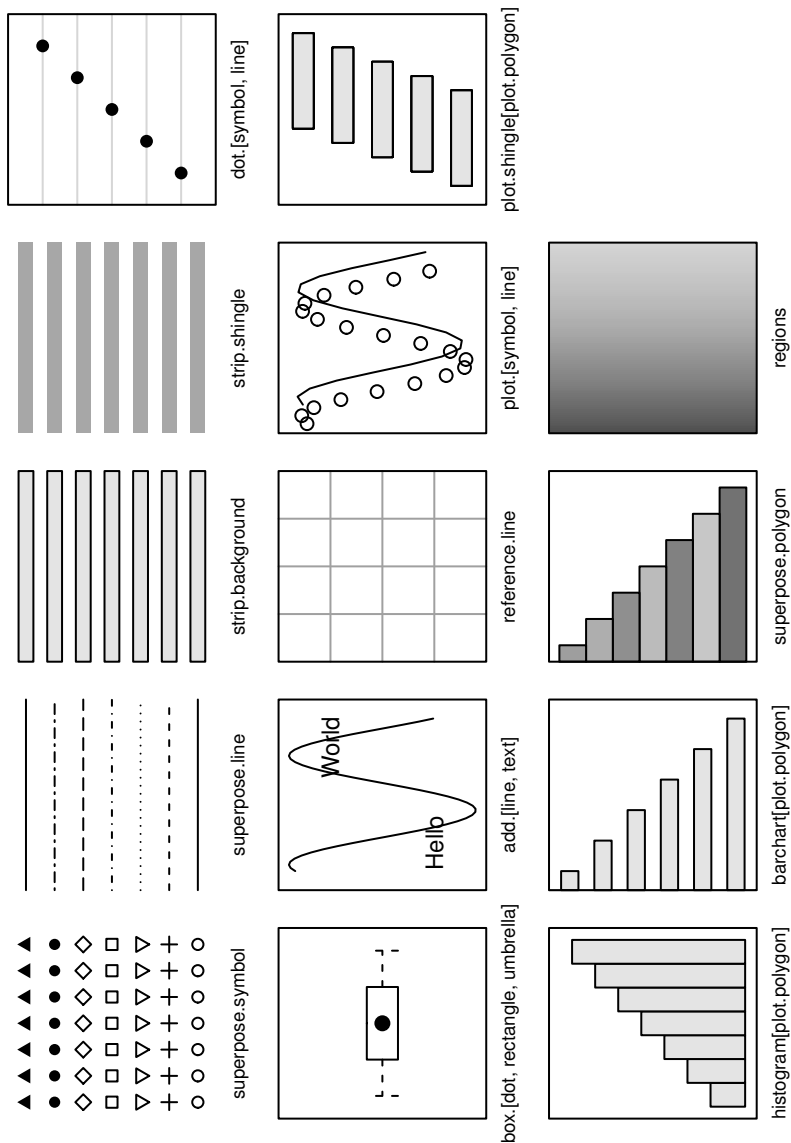 superpose.symbol
superpose.line
strip.background
strip.shingle
dot.[symbol, line]
box.[dot, rectangle, umbrella]
Hello
World
add.[line, text]
reference.line
plot.[symbol, line]
plot.shingle[plot.polygon]
histogram[plot.polygon]
barchart[plot.polygon]
superpose.polygon
regions